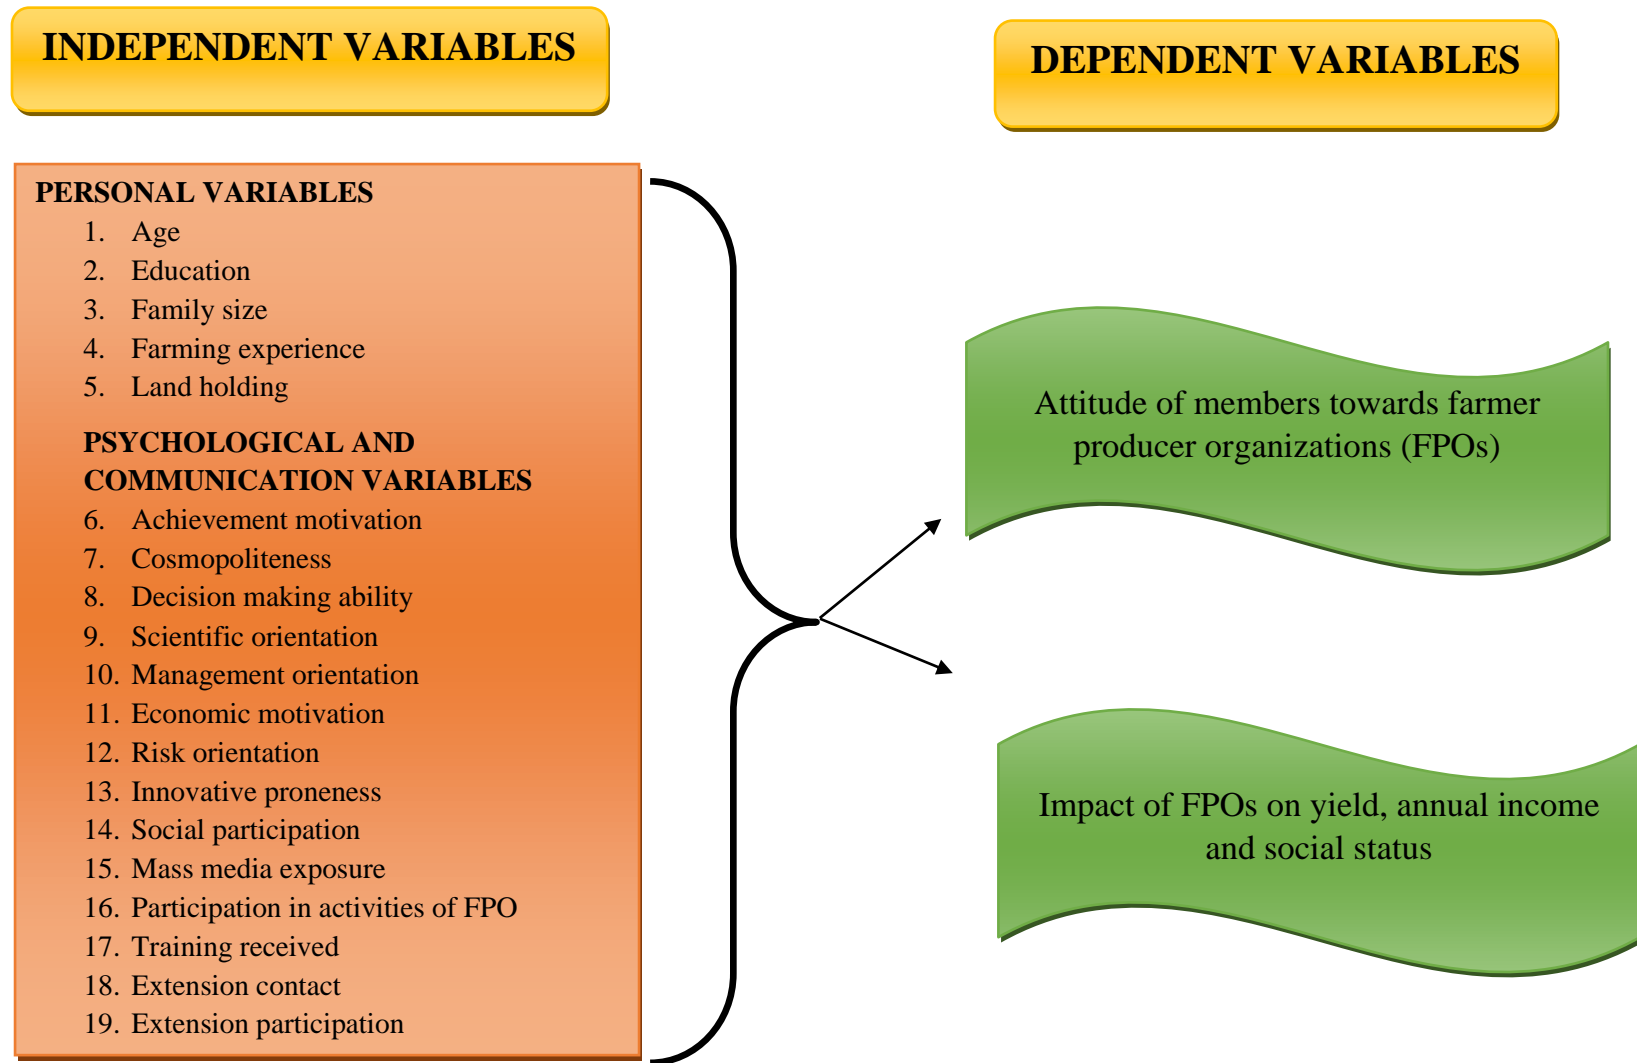 INDEPENDENT VARIABLES
DEPENDENT VARIABLES
PERSONAL VARIABLES
1. Age
2. Education
3. Family size
4. Farming experience
5. Land holding
PSYCHOLOGICAL AND
COMMUNICATION VARIABLES
6. Achievement motivation
7. Cosmopoliteness
8. Decision making ability
9. Scientific orientation
10. Management orientation
11. Economic motivation
12. Risk orientation
13. Innovative proneness
14. Social participation
15. Mass media exposure
16. Participation in activities of FPO
17. Training received
18. Extension contact
19. Extension participation
Attitude of members towards farmer
producer organizations (FPOs)
Impact of FPOs on yield, annual income
and social status